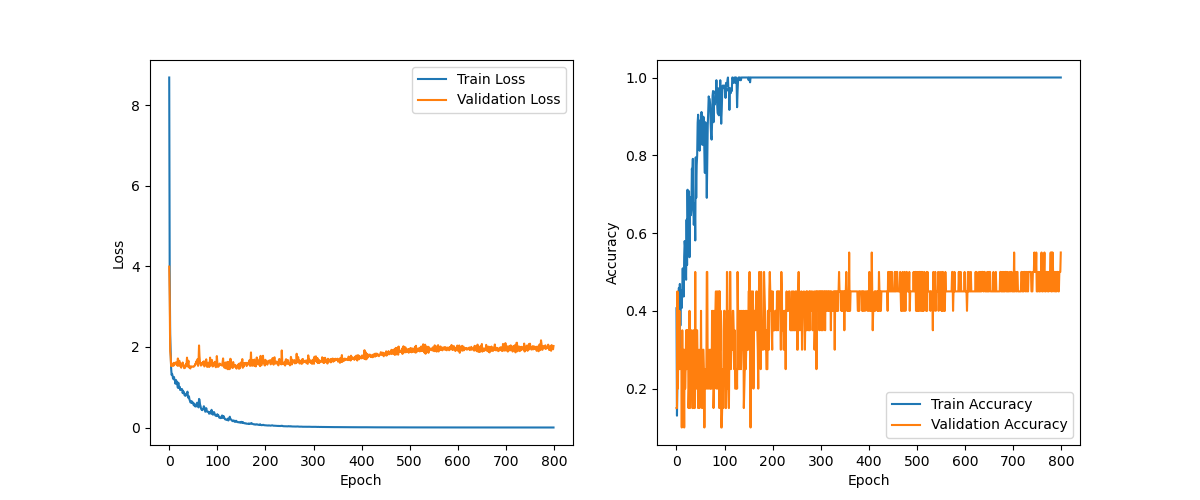 Train Loss
Validation Loss
8
6
4
2
0
Loss
0 100 200 300 400 500 600 700 800
Epoch
1.0
0.8
0.6
0.4
0.2
Accuracy
Train Accuracy
Validation Accuracy
0 100 200 300 400 500 600 700 800
Epoch